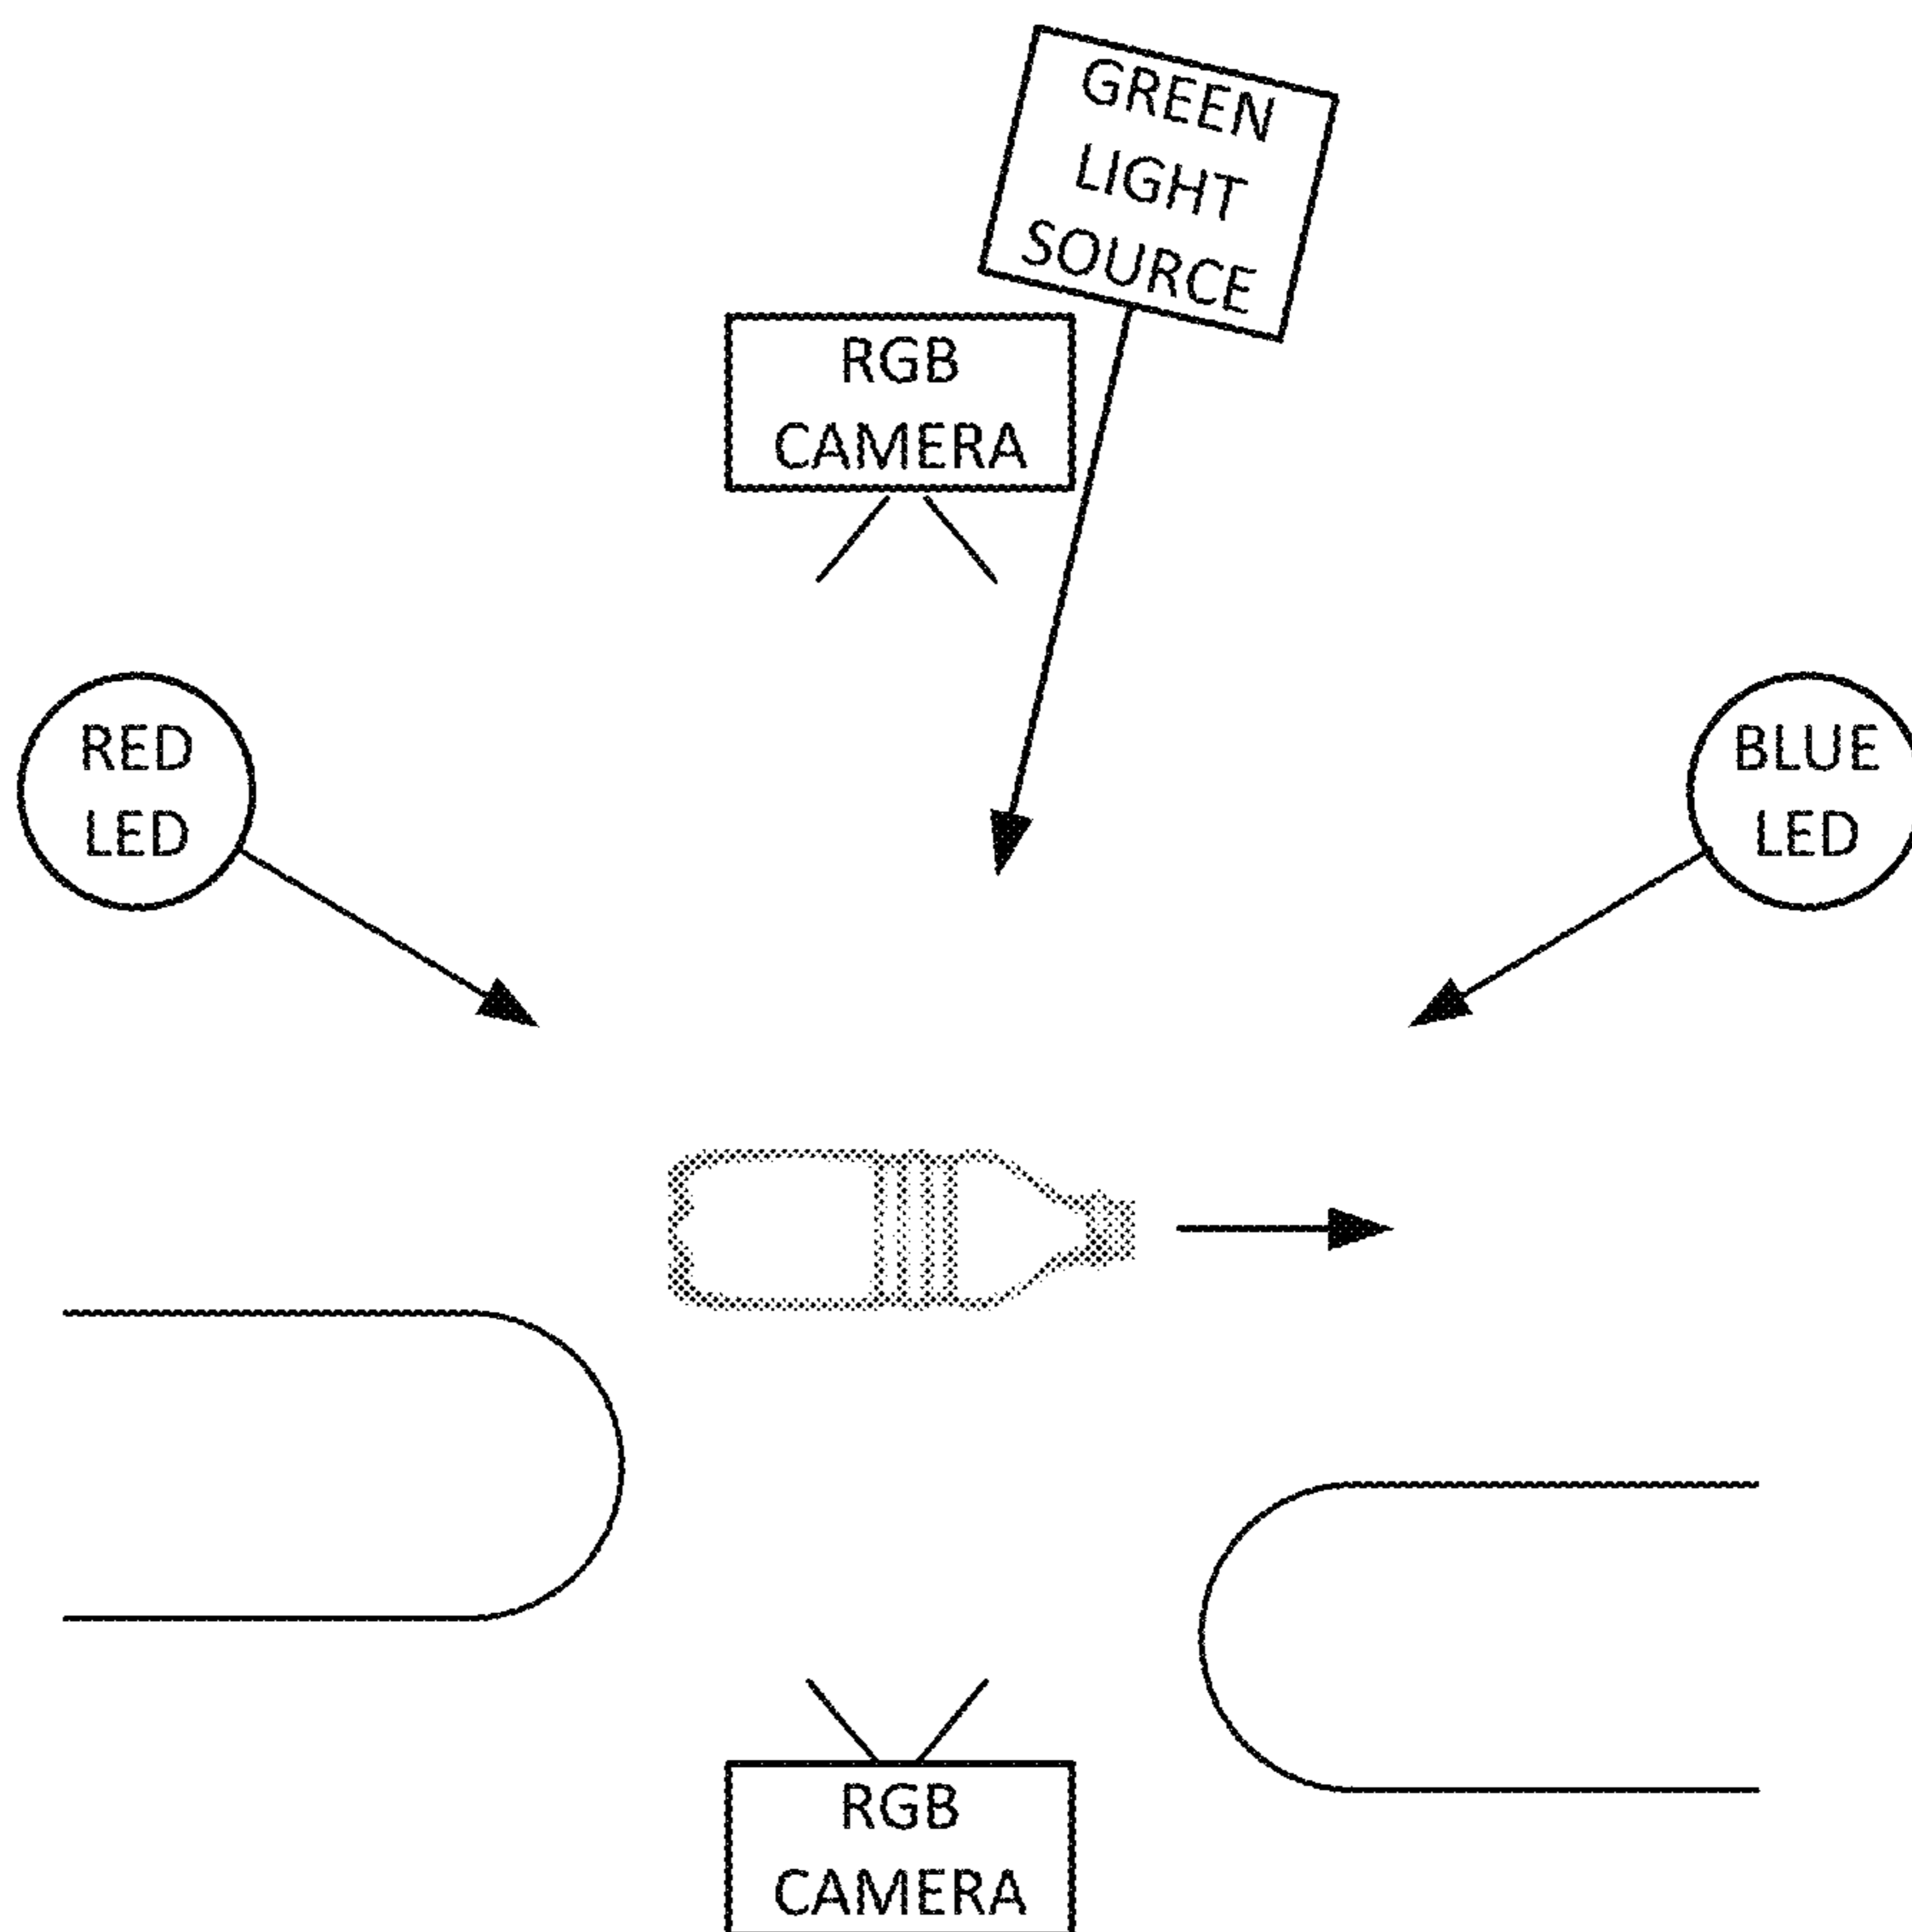 GREEN
LIGHT
SOURCE
RGB
CAMERA
RED
LED
BLUE
LED
RGB
CAMERA